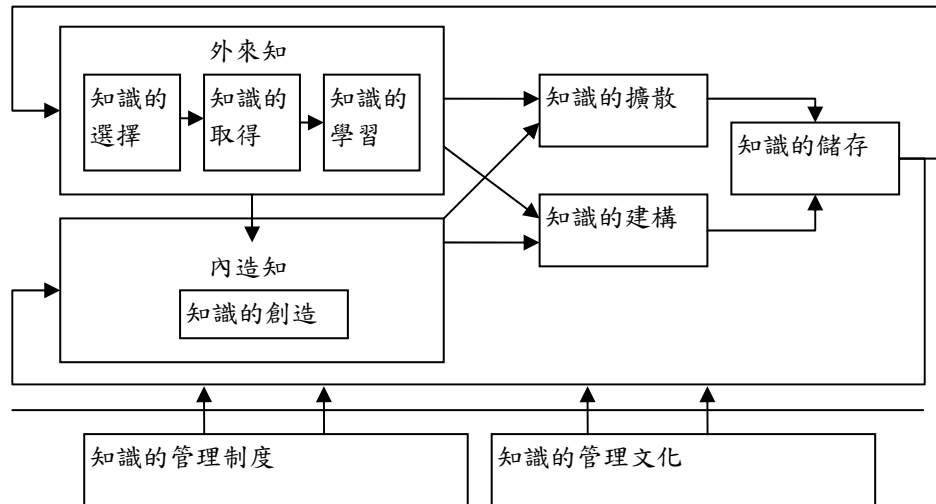 外來知
知識的
選擇
知識的
取得
知識的
學習
知識的擴散
知識的儲存
知識的建構
內造知
知識的創造
知識的管理制度
知識的管理文化